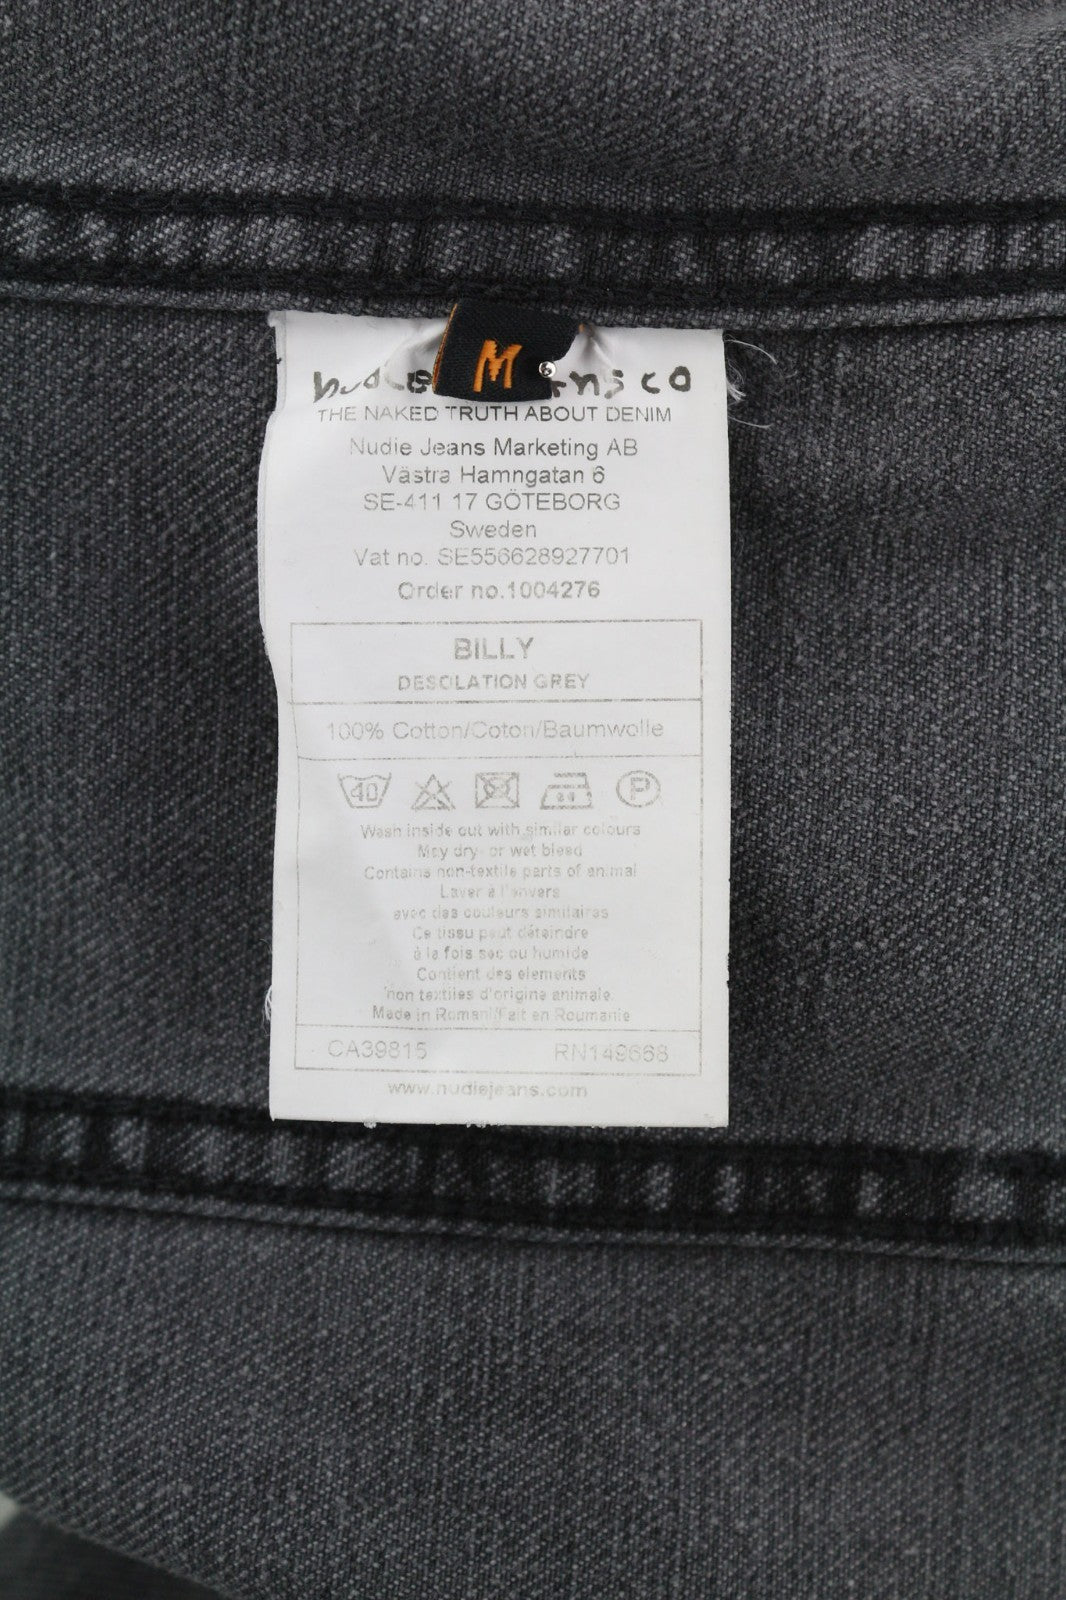 M
THE NAKED TRUTH ABOUT DENIM
Nudie Jeans Marketing AB
Västra Hamngatan 6
SE-411 17 GÖTEBORG
Sweden
Vat no. SE556628927701
Order no.1004276
BILLY
DESOLATION GREY
100% Cotton/Coton/Baumwolle
40
P
Wash inside out with similar colours
May dry- or wet bleed
Contains non-textile parts of animal
Laver à l'envers
avec des couleurs similaires
Ce tissu peut déteindre
à la fois sec ou humide
Contient des elements
non textiles d'origine animale
Made in Romani/Fait en Roumanie
CA39815 RN149668
www.nudiejeans.com